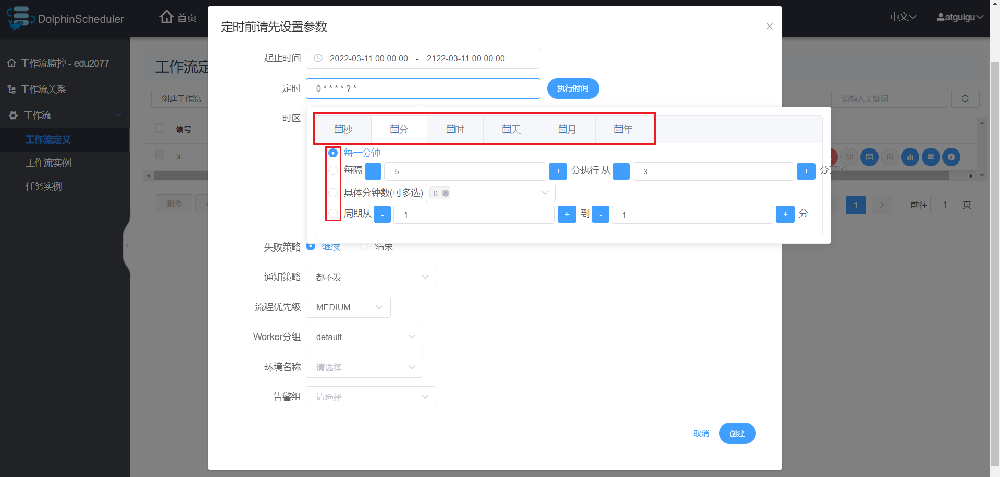 DolphinScheduler
首页
中文
atguigu
工作流监控 - edu2077
工作流关系
工作流
工作流定义
工作流实例
任务实例
工作流定
创建工作流
请输入关键词
编号
3
删除
1
前往 1 页
定时前请先设置参数
起止时间 2022-03-11 00:00:00 - 2122-03-11 00:00:00
定时 0 * * * * ? * 执行时间
时区
秒 分 时 天 月 年
每一分钟
每隔 - 5 + 分执行 从 - 3 + 分开始
具体分钟数(可多选) 0
周期从 - 1 + 到 - 1 + 分
失败策略 继续 结束
通知策略 都不发
流程优先级 MEDIUM
Worker分组 default
环境名称 请选择
告警组 请选择
取消 创建